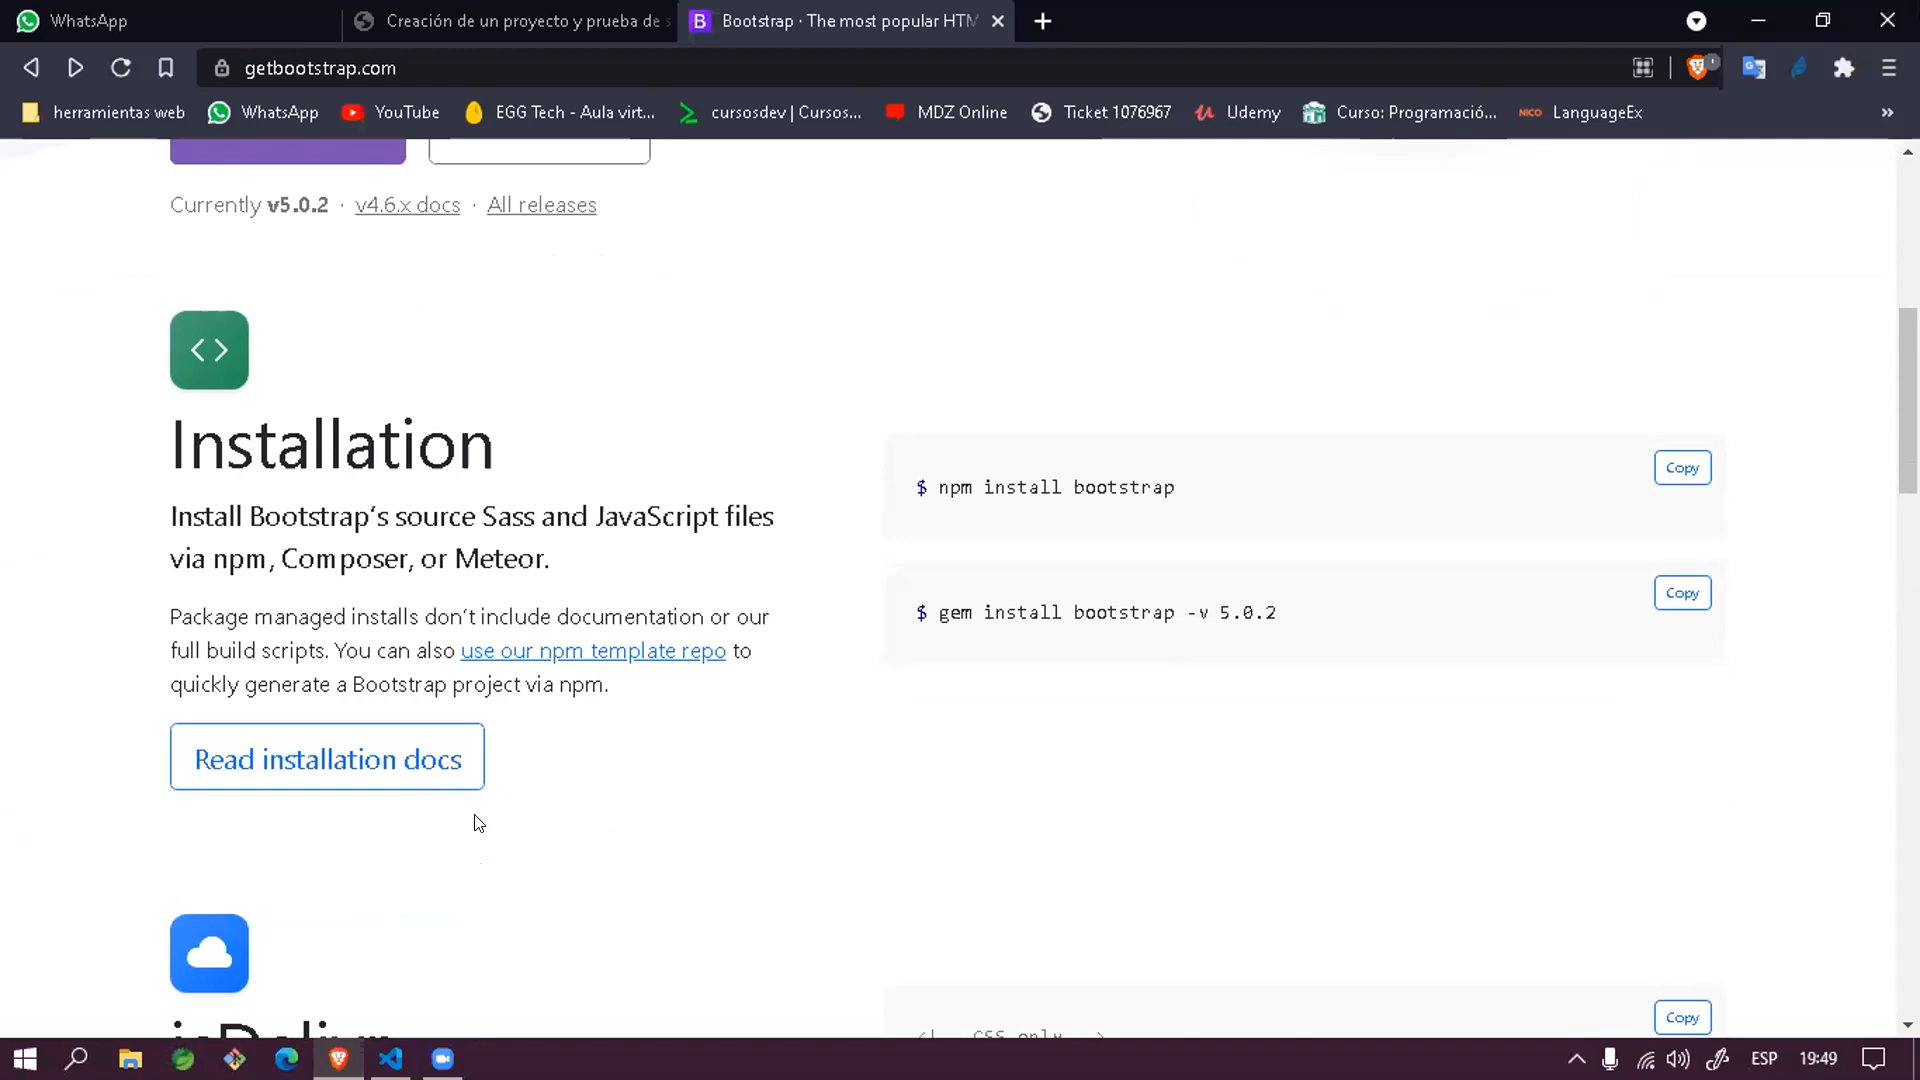 WhatsApp
Creación de un proyecto y prueba de s
Bootstrap · The most popular HTM
getbootstrap.com
herramientas web
WhatsApp
YouTube
EGG Tech - Aula virt...
cursosdev | Cursos...
MDZ Online
Ticket 1076967
Udemy
Curso: Programació...
NICO LanguageEx
Currently v5.0.2 · v4.6.x docs · All releases
Installation
Install Bootstrap's source Sass and JavaScript files
via npm, Composer, or Meteor.
Package managed installs don't include documentation or our
full build scripts. You can also use our npm template repo to
quickly generate a Bootstrap project via npm.
Read installation docs
$ npm install bootstrap
Copy
$ gem install bootstrap -v 5.0.2
Copy
jsDelivr
<!-- CSS only -->
Copy
ESP
19:49